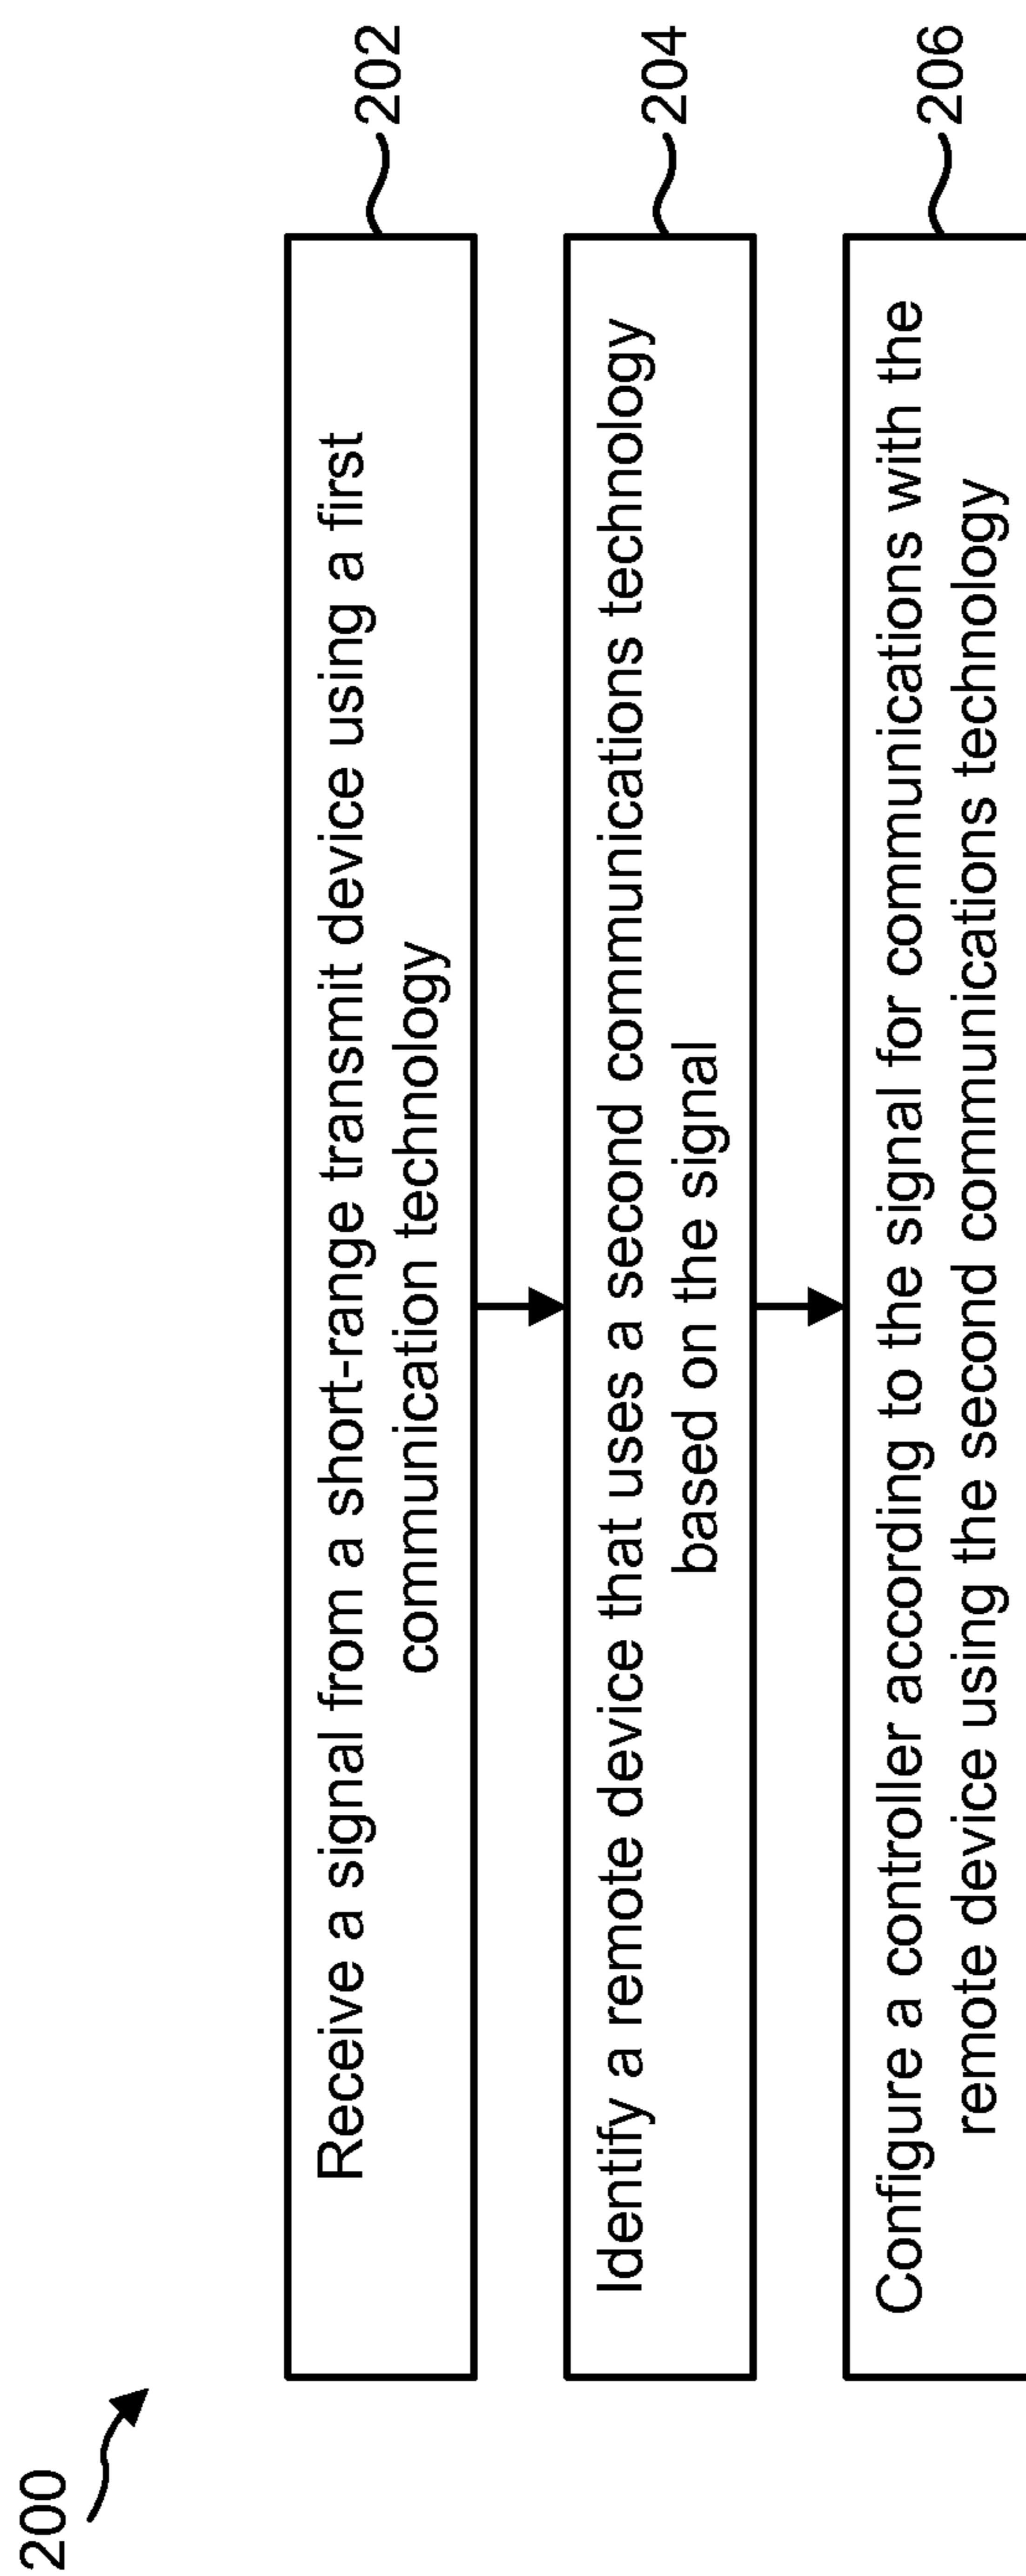 200
Receive a signal from a short-range transmit device using a first
communication technology
202
Identify a remote device that uses a second communications technology
based on the signal
204
Configure a controller according to the signal for communications with the
remote device using the second communications technology
206